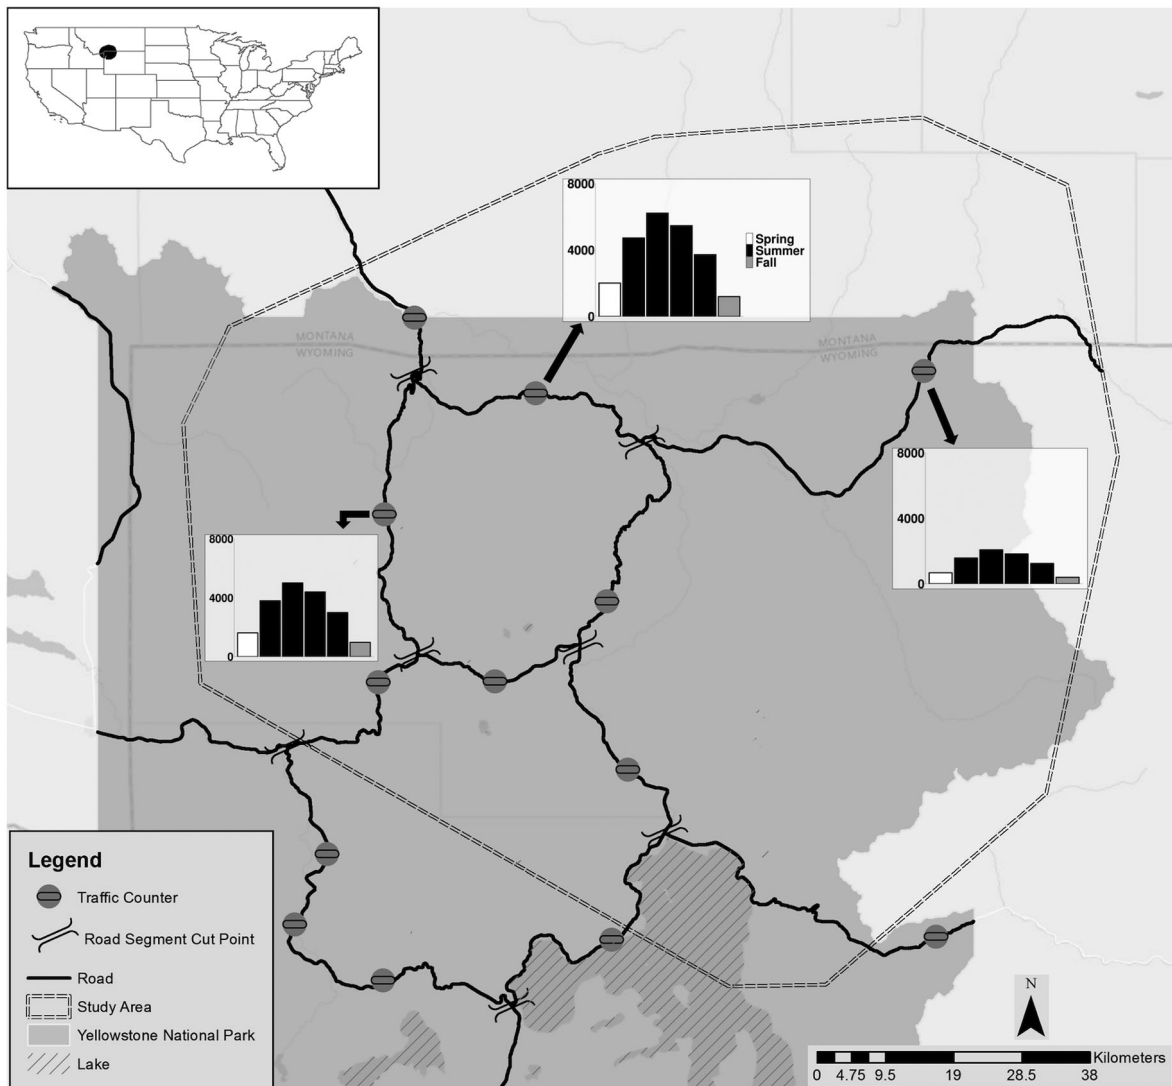 8000
4000
0
Spring
Summer
Fall
MONTANA
WYOMING
MONTANA
WYOMING
8000
4000
0
8000
4000
0
Legend
Traffic Counter
Road Segment Cut Point
Road
Study Area
Yellowstone National Park
Lake
N
Kilometers
0 4.75 9.5 19 28.5 38